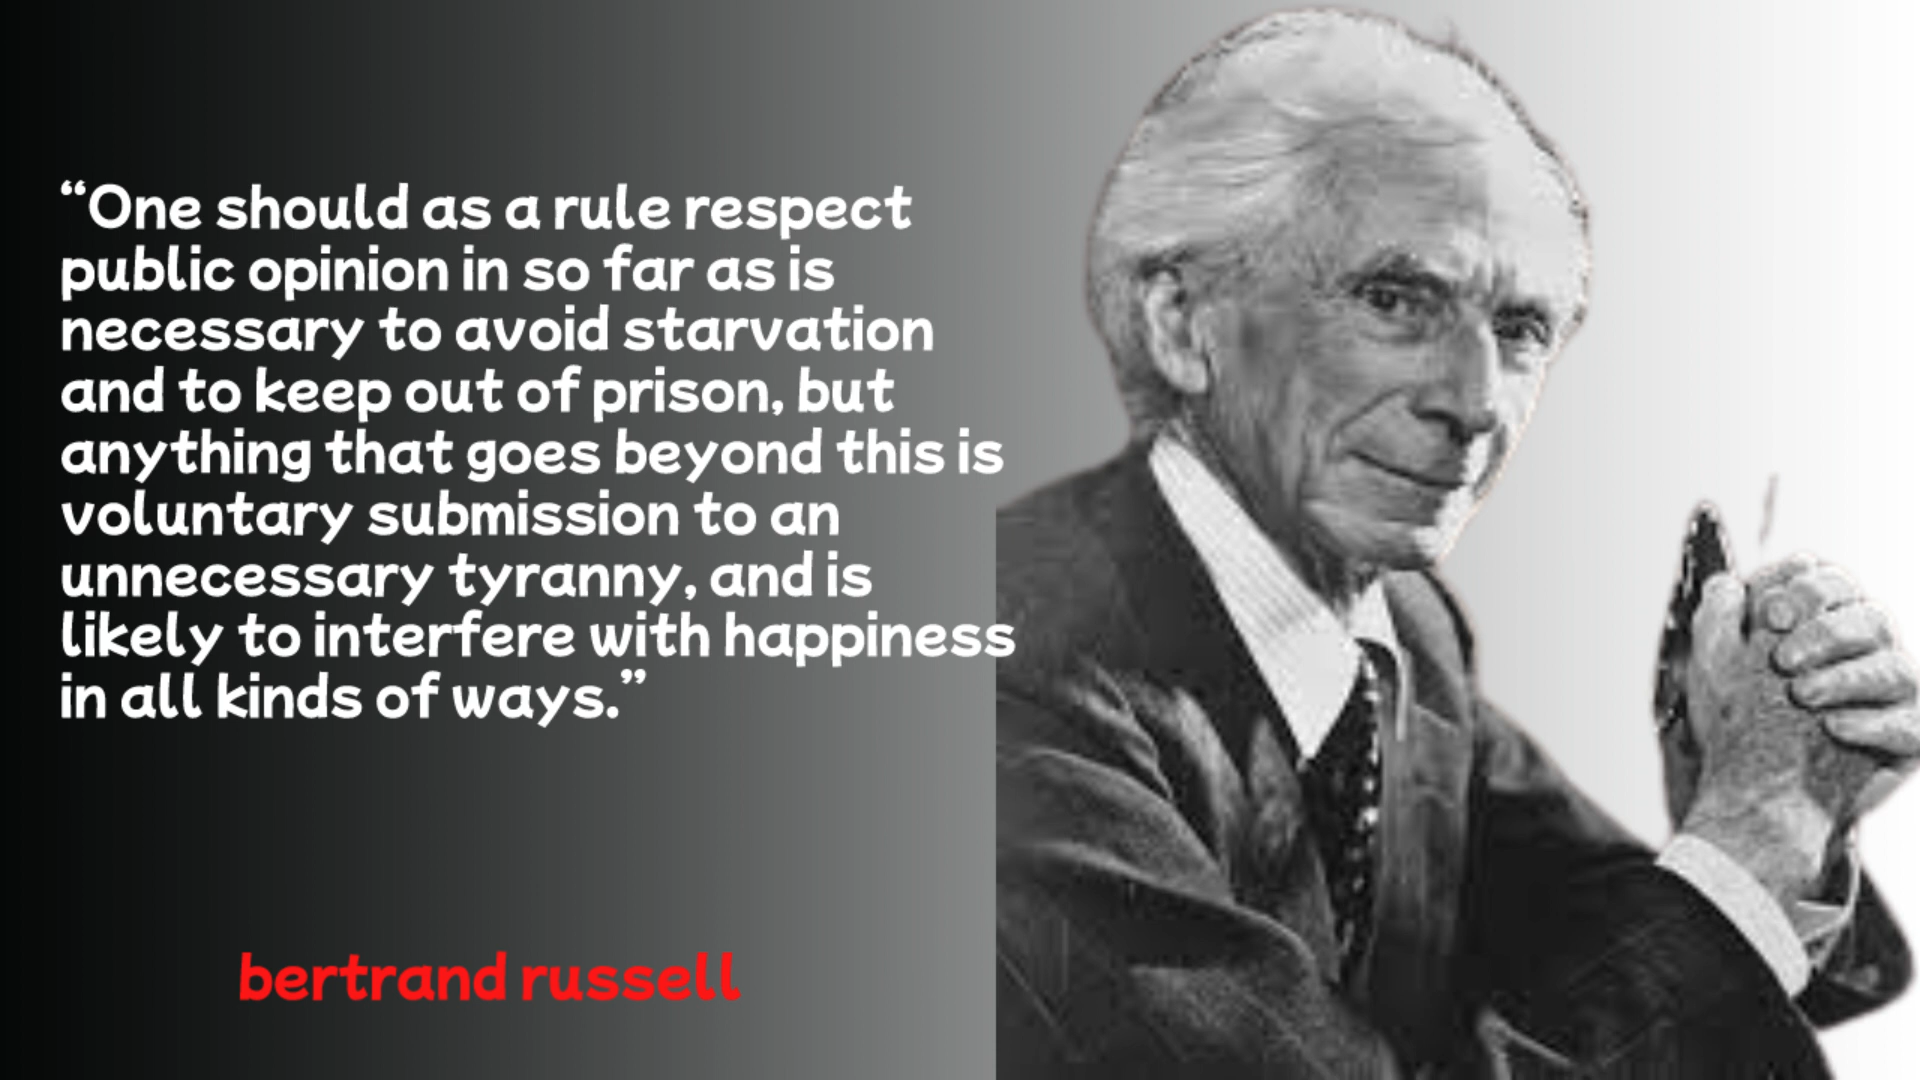 “One should as a rule respect
public opinion in so far as is
necessary to avoid starvation
and to keep out of prison, but
anything that goes beyond this is
voluntary submission to an
unnecessary tyranny, and is
likely to interfere with happiness
in all kinds of ways.”
bertrand russell